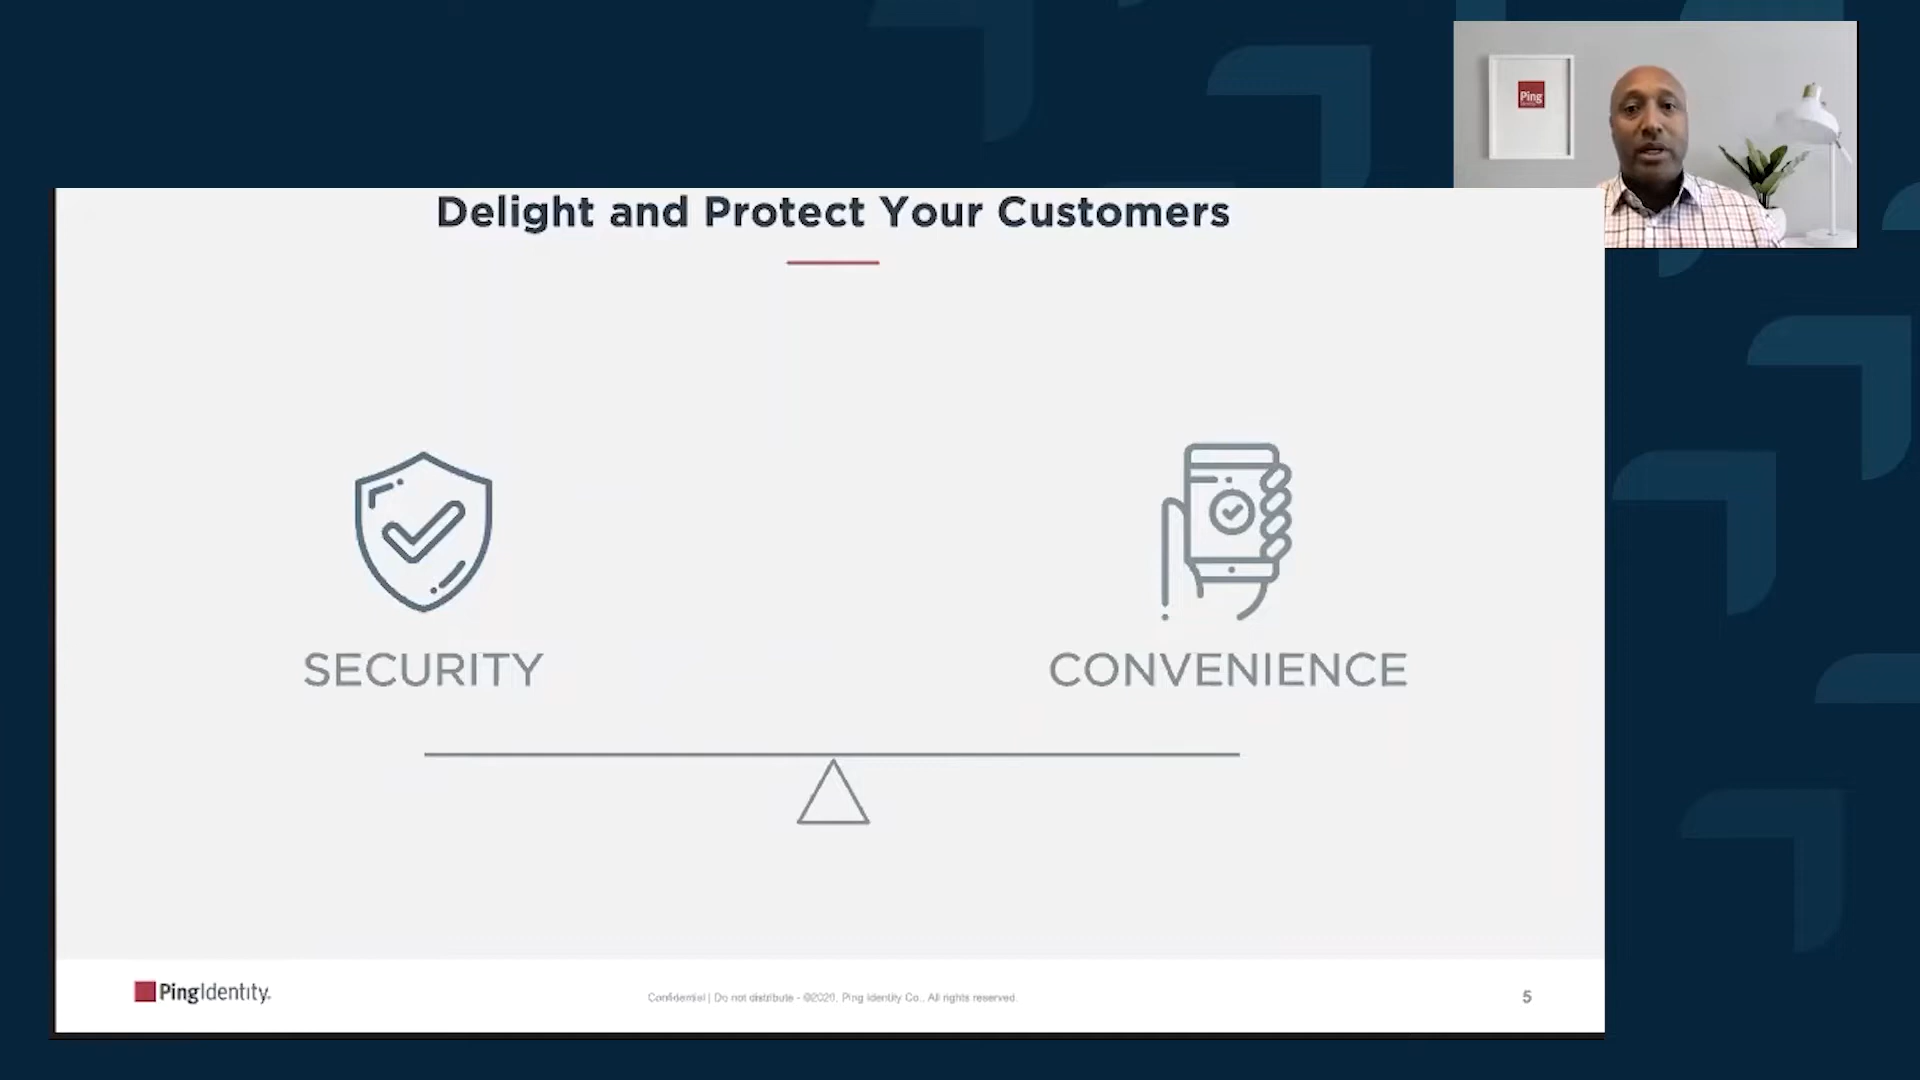 Ping
Delight and Protect Your Customers
SECURITY
CONVENIENCE
PingIdentity.
Confidential | Do not distribute - ©2020, Ping Identity Co., All rights reserved.
5